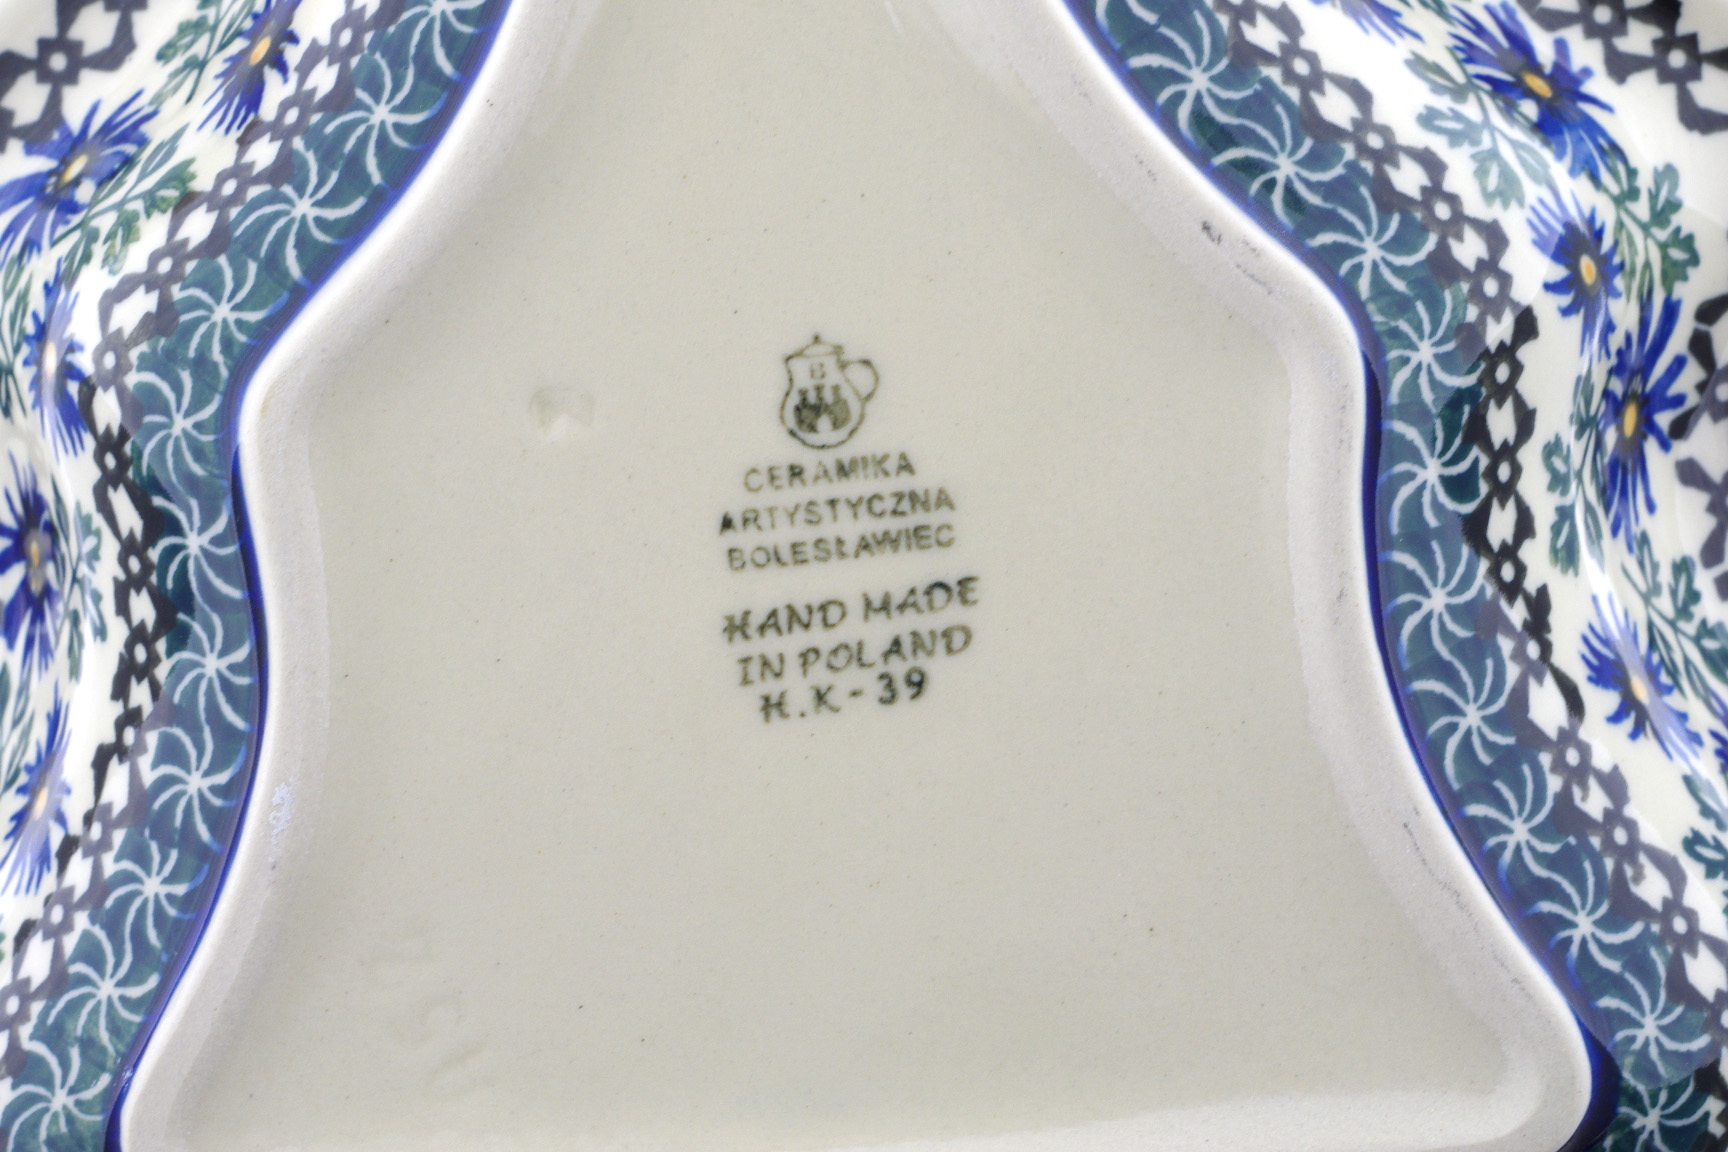 B
CERAMIKA
ARTYSTYCZNA
BOLESŁAWIEC
HAND MADE
IN POLAND
H.K-39